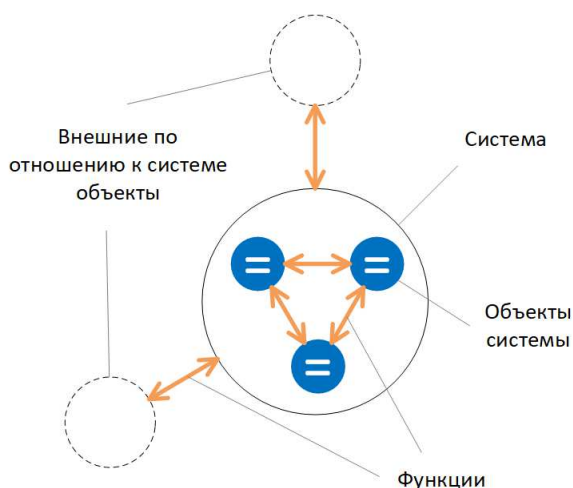 Внешние по
отношению к системе
объекты
Система
Объекты
системы
Функции